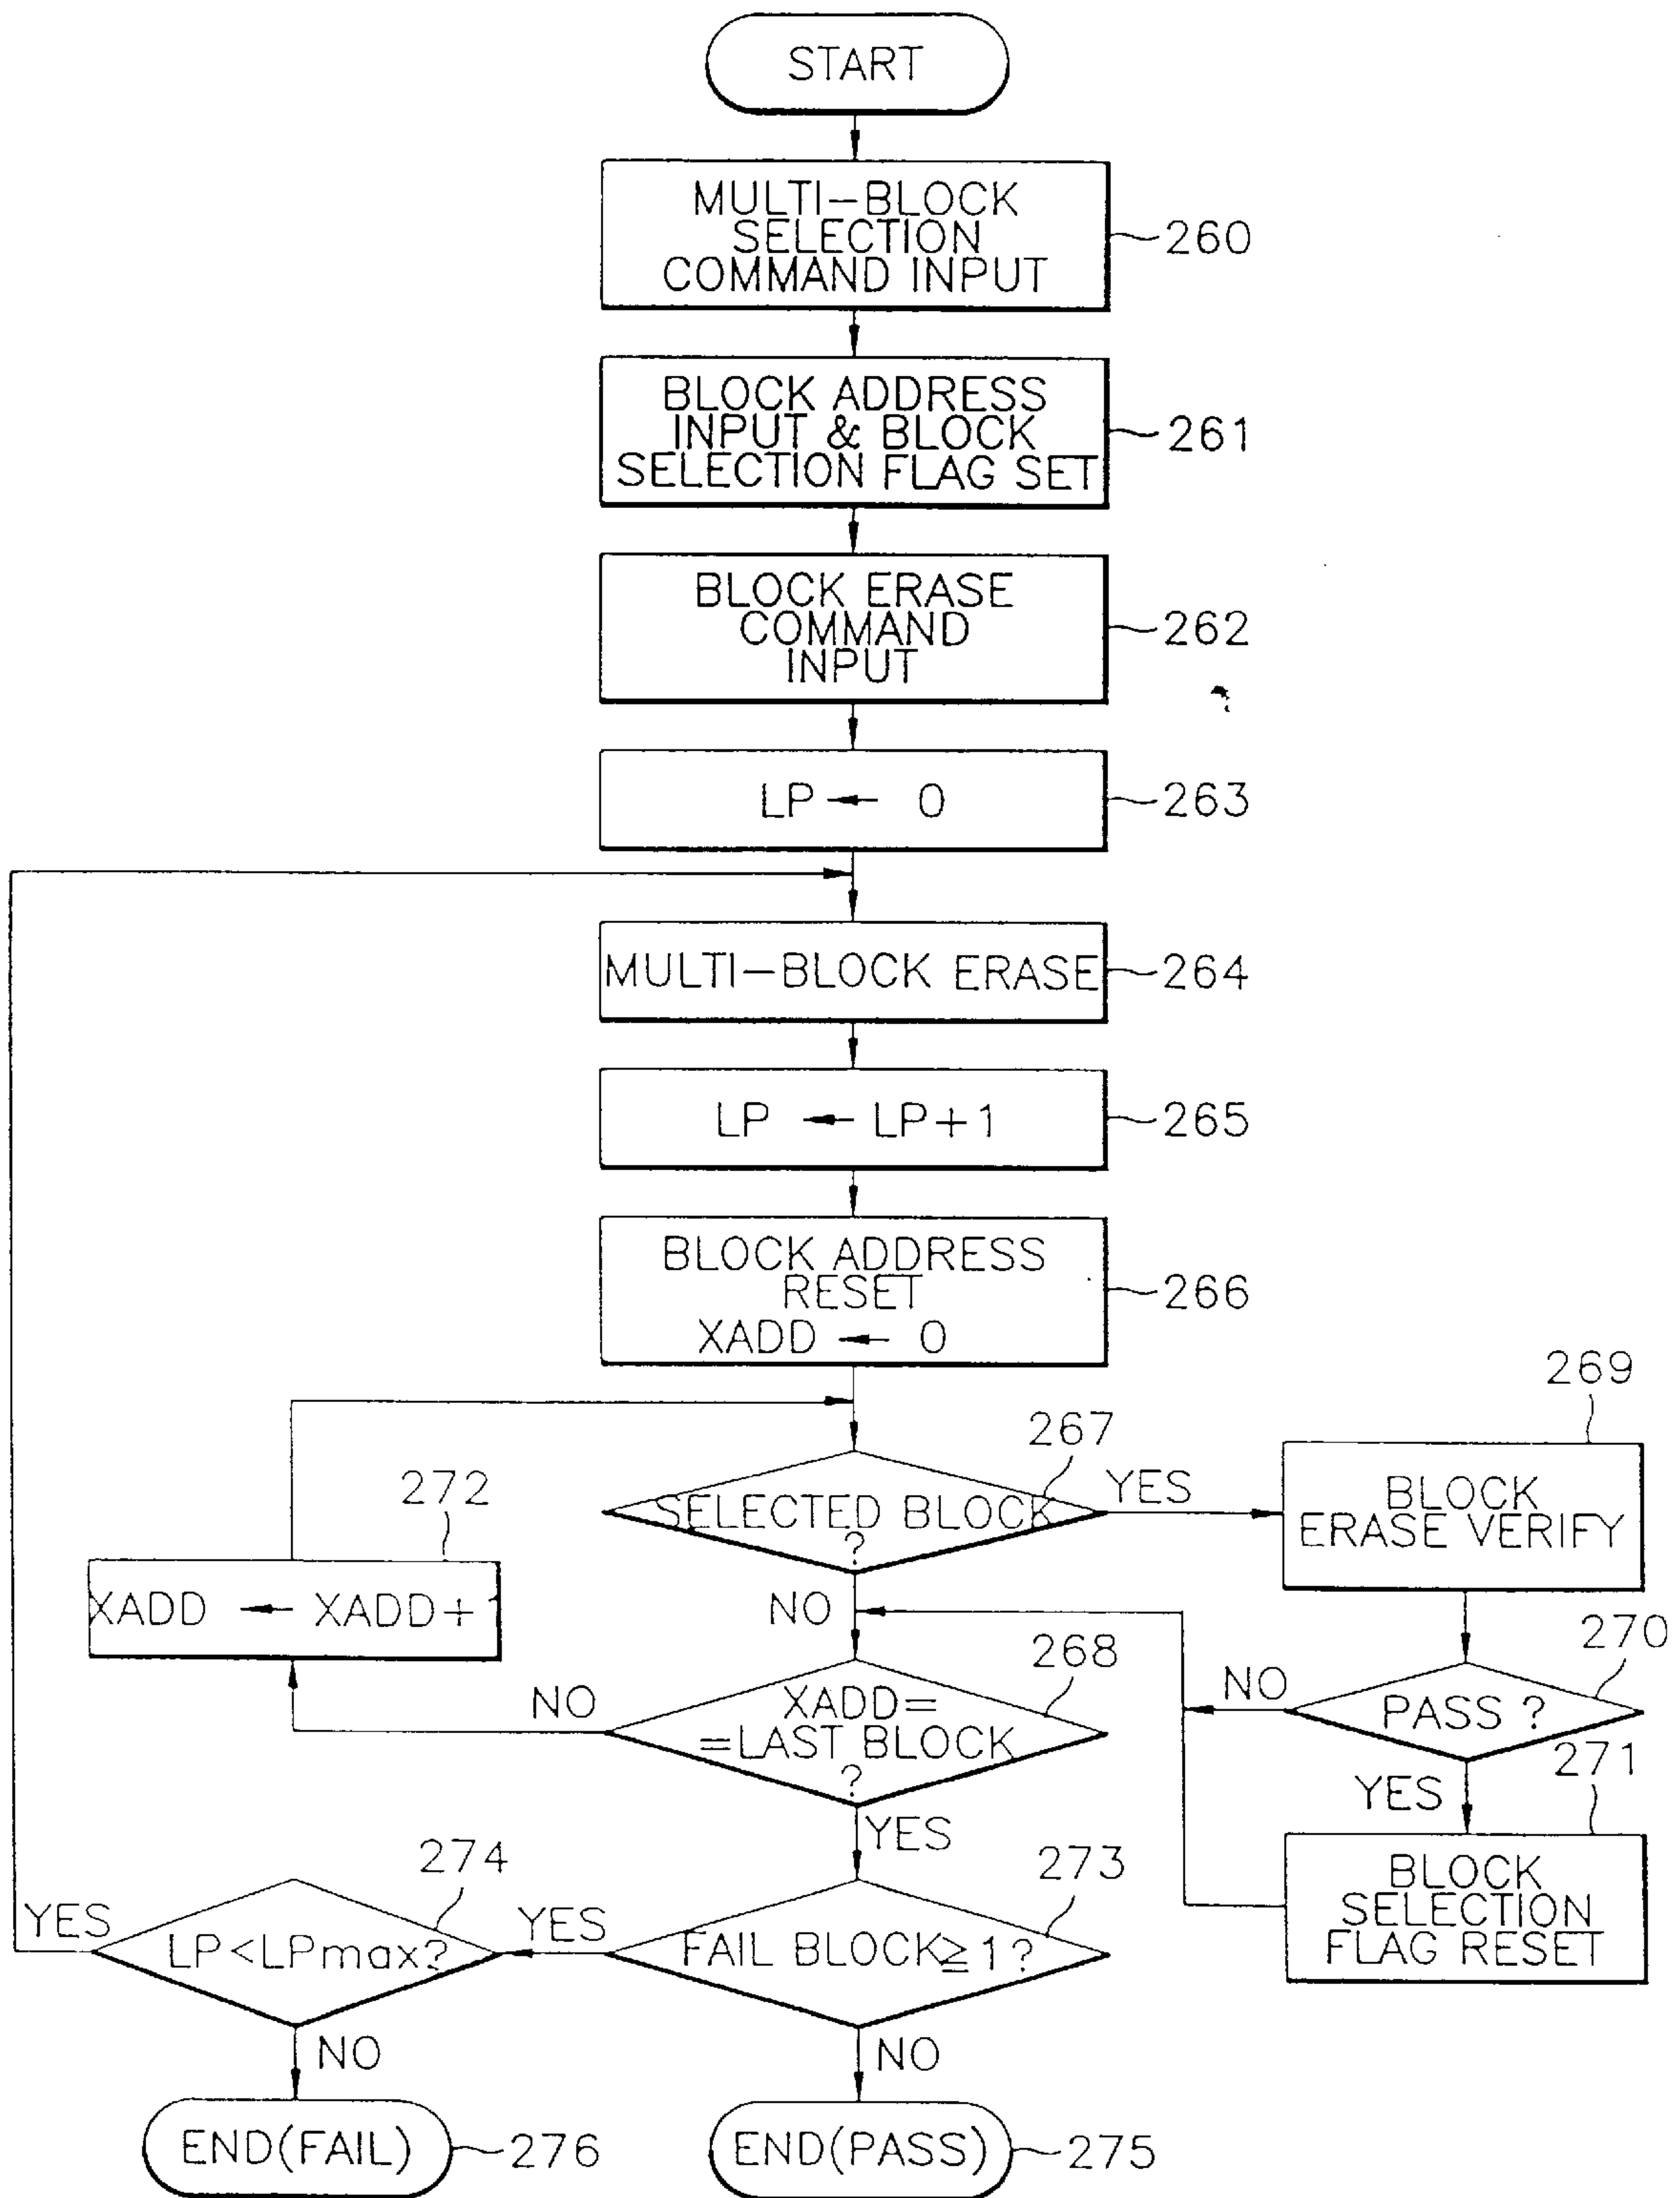 START
MULTI-BLOCK
SELECTION
COMMAND INPUT
260
BLOCK ADDRESS
INPUT & BLOCK
SELECTION FLAG SET
261
BLOCK ERASE
COMMAND
INPUT
262
LP ← 0
263
MULTI-BLOCK ERASE
264
LP ← LP+1
265
BLOCK ADDRESS
RESET
XADD ← 0
266
267
SELECTED BLOCK
?
YES
NO
269
BLOCK
ERASE VERIFY
272
XADD ← XADD+1
268
XADD=
=LAST BLOCK
?
NO
YES
270
PASS ?
NO
YES
271
BLOCK
SELECTION
FLAG RESET
273
FAIL BLOCK≧1?
YES
NO
274
LP<LPmax?
YES
NO
END(FAIL)
276
END(PASS)
275